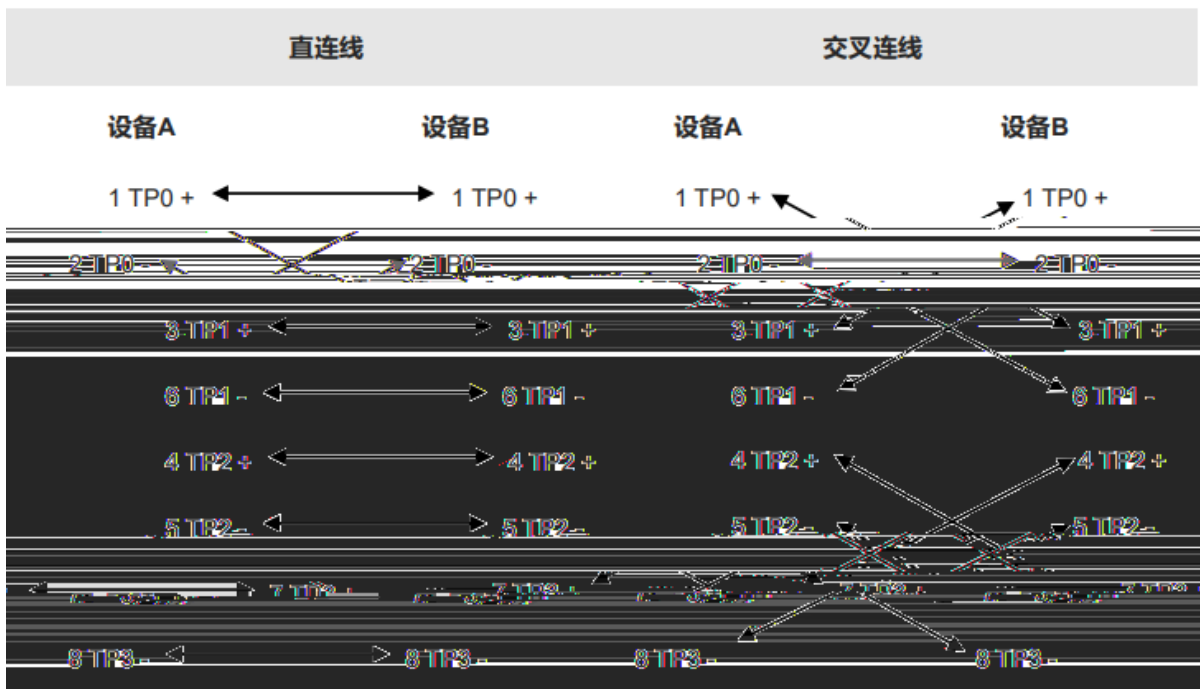 直连线 交叉连线
设备A 设备B 设备A 设备B
1 TP0 + 1 TP0 + 1 TP0 + 1 TP0 +
2 TP0 - 2 TP0 - 2 TP0 - 2 TP0 -
3 TP1 + 3 TP1 + 3 TP1 + 3 TP1 +
6 TP1 - 6 TP1 - 6 TP1 - 6 TP1 -
4 TP2 + 4 TP2 + 4 TP2 + 4 TP2 +
5 TP2 - 5 TP2 - 5 TP2 - 5 TP2 -
8 TP3 - 8 TP3 - 8 TP3 - 8 TP3 -